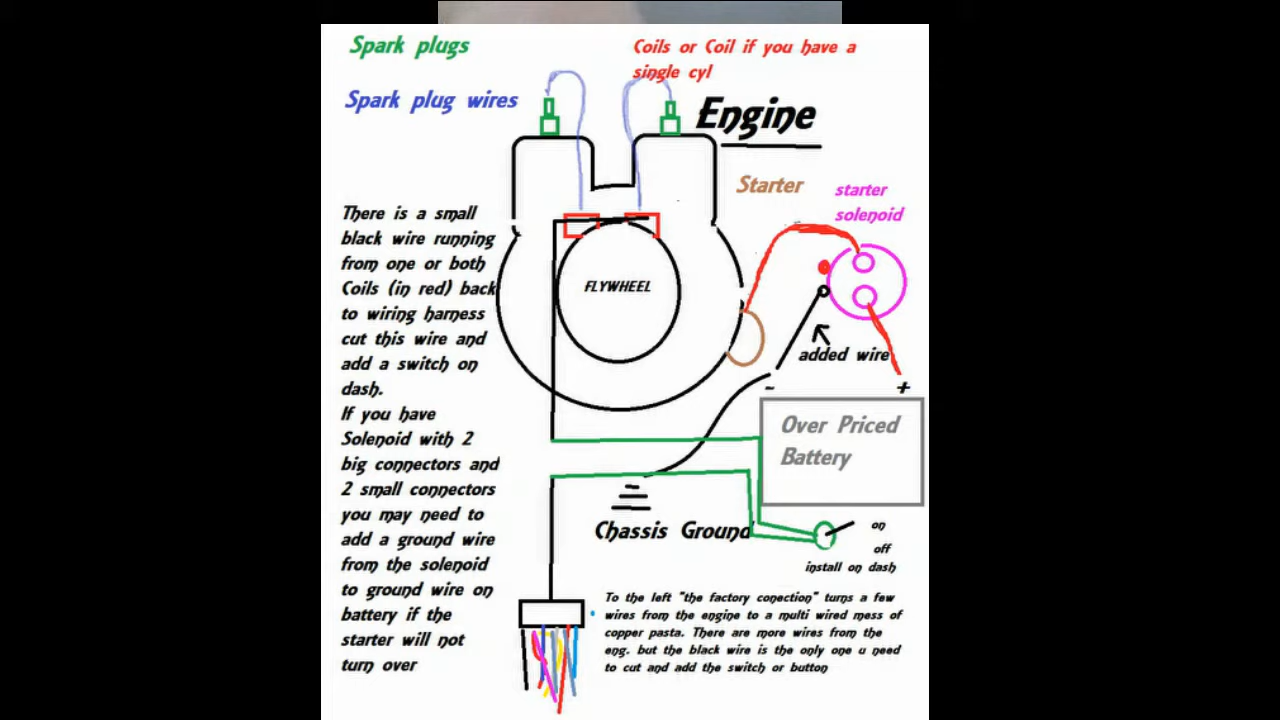 Spark plugs
Coils or Coil if you have a
single cyl
Spark plug wires
Engine
Starter
starter
solenoid
There is a small
black wire running
from one or both
Coils (in red) back
to wiring harness
cut this wire and
add a switch on
dash.
If you have
Solenoid with 2
big connectors and
2 small connectors
you may need to
add a ground wire
from the solenoid
to ground wire on
battery if the
starter will not
turn over
FLYWHEEL
added wire
- +
Over Priced
Battery
Chassis Ground
on
off
install on dash
To the left "the factory conection" turns a few
wires from the engine to a multi wired mess of
copper pasta. There are more wires from the
eng. but the black wire is the only one u need
to cut and add the switch or button